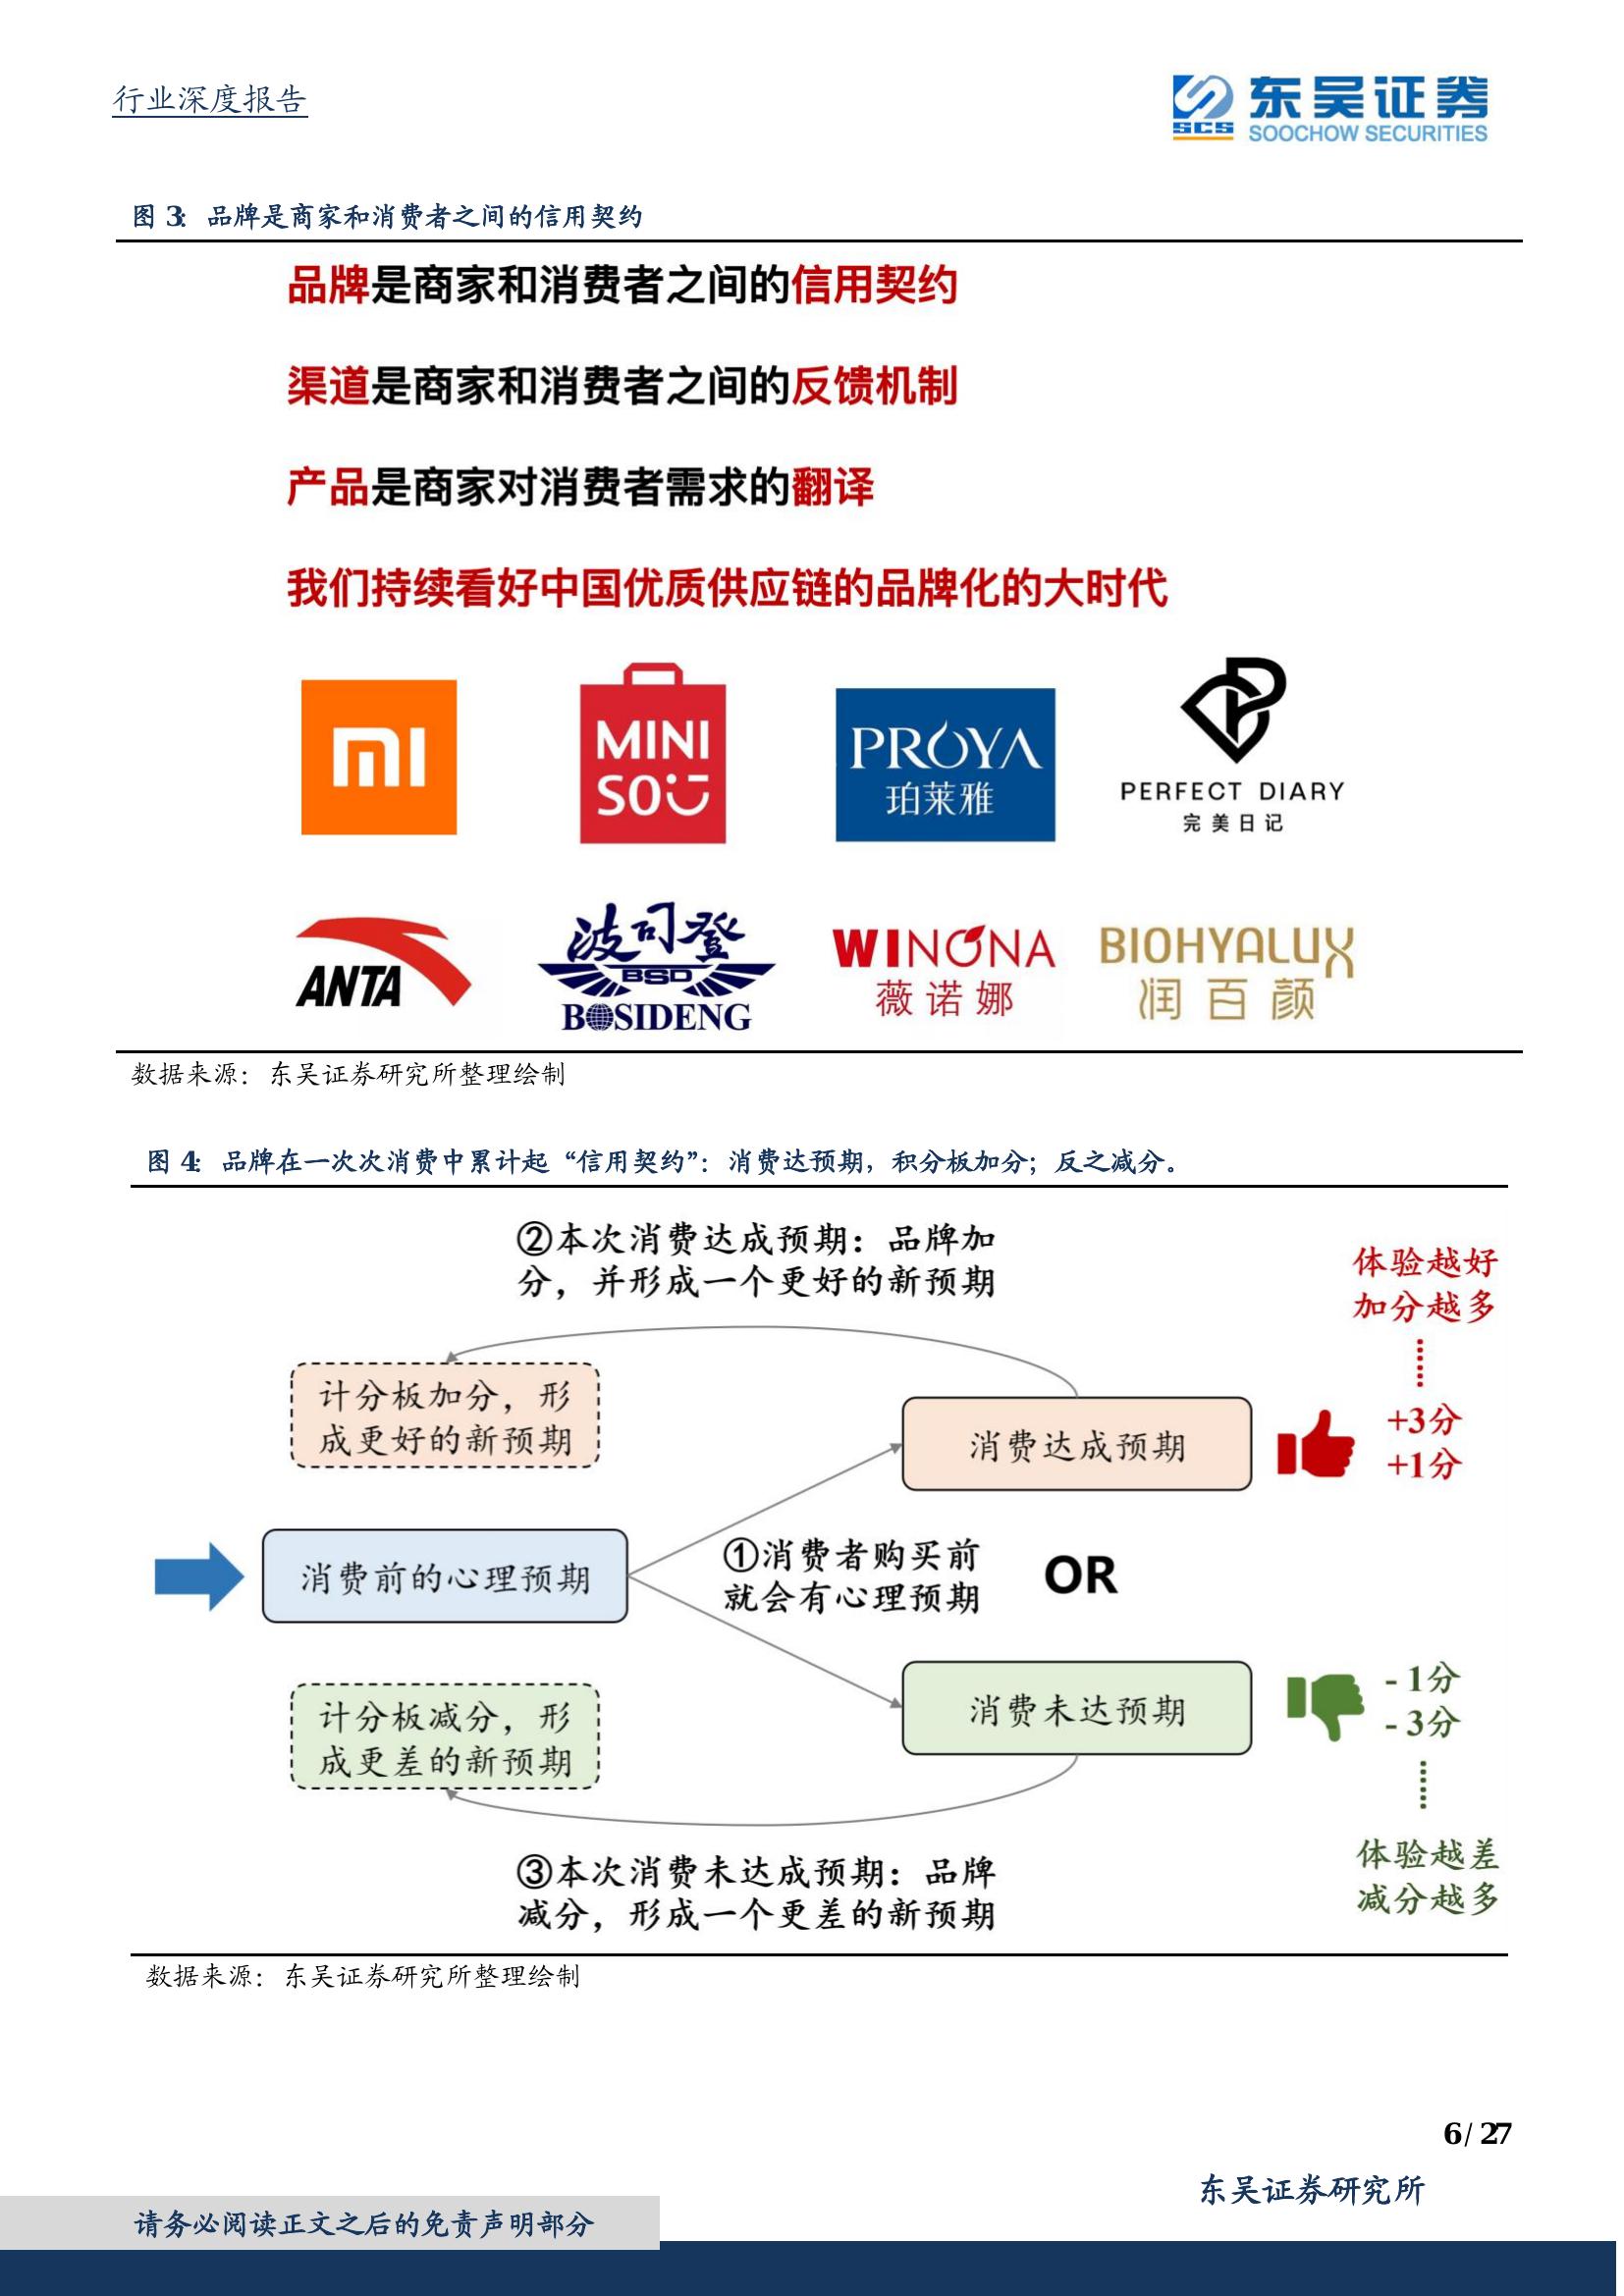 行业深度报告
SCS
东吴证券
SOOCHOW SECURITIES
图 3： 品牌是商家和消费者之间的信用契约
品牌是商家和消费者之间的信用契约
渠道是商家和消费者之间的反馈机制
产品是商家对消费者需求的翻译
我们持续看好中国优质供应链的品牌化的大时代
MI
MINI
SO
PROYA
珀莱雅
PERFECT DIARY
完美日记
ANTA
波司登
BSD
BOSIDENG
WINONA
薇诺娜
BIOHYALUX
润百颜
数据来源：东吴证券研究所整理绘制
图 4： 品牌在一次次消费中累计起“信用契约”：消费达预期，积分板加分；反之减分。
②本次消费达成预期：品牌加
分，并形成一个更好的新预期
体验越好
加分越多
计分板加分，形
成更好的新预期
消费达成预期
+3分
+1分
消费前的心理预期
①消费者购买前
就会有心理预期
OR
计分板减分，形
成更差的新预期
消费未达预期
- 1分
- 3分
体验越差
减分越多
③本次消费未达成预期：品牌
减分，形成一个更差的新预期
数据来源：东吴证券研究所整理绘制
6 / 27
东吴证券研究所
请务必阅读正文之后的免责声明部分